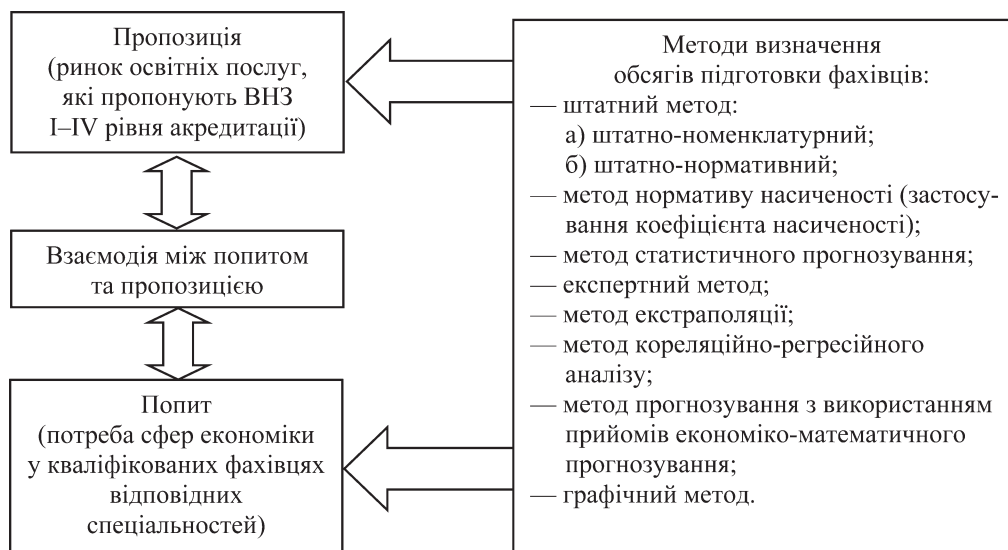 Пропозиція
(ринок освітніх послуг,
які пропонують ВНЗ
І–ІV рівня акредитації)
Взаємодія між попитом
та пропозицією
Попит
(потреба сфер економіки
у кваліфікованих фахівцях
відповідних
спеціальностей)
Методи визначення
обсягів підготовки фахівців:
— штатний метод:
а) штатно-номенклатурний;
б) штатно-нормативний;
— метод нормативу насиченості (застосу-
вання коефіцієнта насиченості);
— метод статистичного прогнозування;
— експертний метод;
— метод екстраполяції;
— метод кореляційно-регресійного
аналізу;
— метод прогнозування з використанням
прийомів економіко-математичного
прогнозування;
— графічний метод.